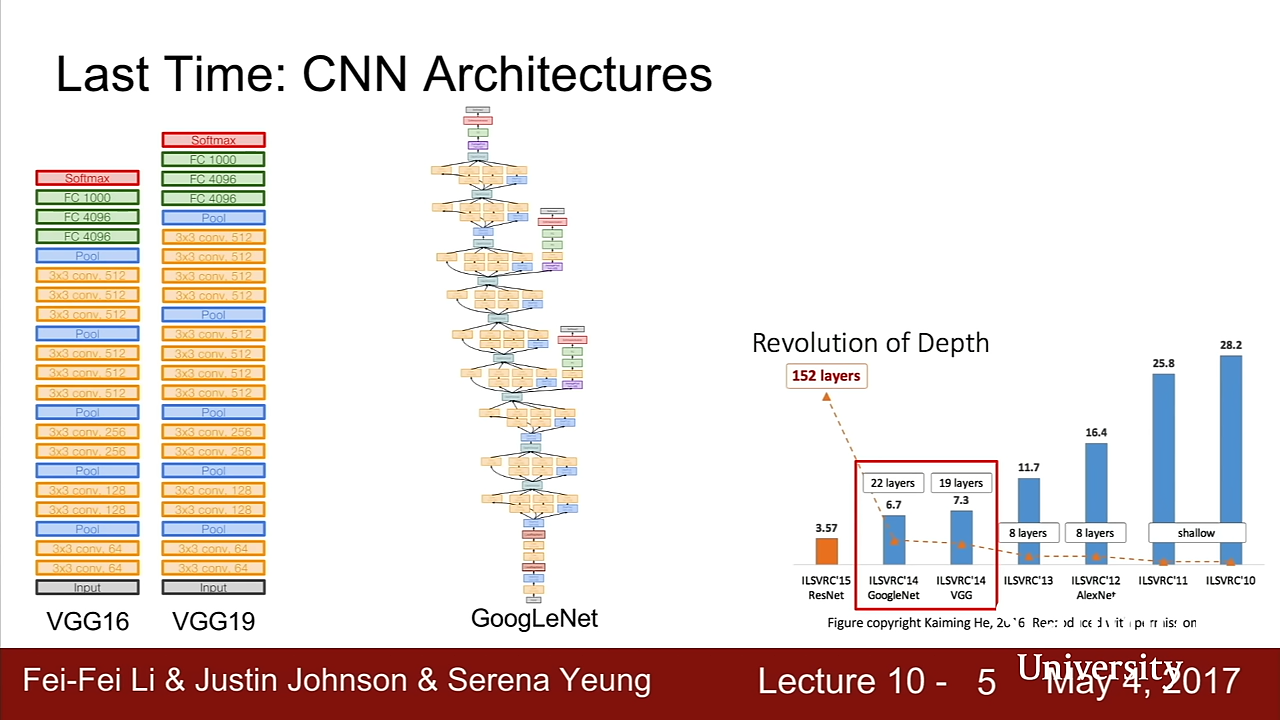 Last Time: CNN Architectures
Softmax
FC 1000
FC 4096
FC 4096
Pool
3x3 conv, 512
3x3 conv, 512
3x3 conv, 512
Pool
3x3 conv, 512
3x3 conv, 512
3x3 conv, 512
Pool
3x3 conv, 256
3x3 conv, 256
Pool
3x3 conv, 128
3x3 conv, 128
Pool
3x3 conv, 64
3x3 conv, 64
Input
VGG16
Softmax
FC 1000
FC 4096
FC 4096
Pool
3x3 conv, 512
3x3 conv, 512
3x3 conv, 512
3x3 conv, 512
Pool
3x3 conv, 512
3x3 conv, 512
3x3 conv, 512
3x3 conv, 512
Pool
3x3 conv, 256
3x3 conv, 256
Pool
3x3 conv, 128
3x3 conv, 128
Pool
3x3 conv, 64
3x3 conv, 64
Input
VGG19
GoogLeNet
Revolution of Depth
152 layers
22 layers
19 layers
8 layers
8 layers
shallow
3.57
6.7
7.3
11.7
16.4
25.8
28.2
ILSVRC'15
ResNet
ILSVRC'14
GoogleNet
ILSVRC'14
VGG
ILSVRC'13
ILSVRC'12
AlexNet
ILSVRC'11
ILSVRC'10
Figure copyright Kaiming He, 2016. Reproduced with permission
Fei-Fei Li & Justin Johnson & Serena Yeung
Lecture 10 - 5
University
May 4, 2017